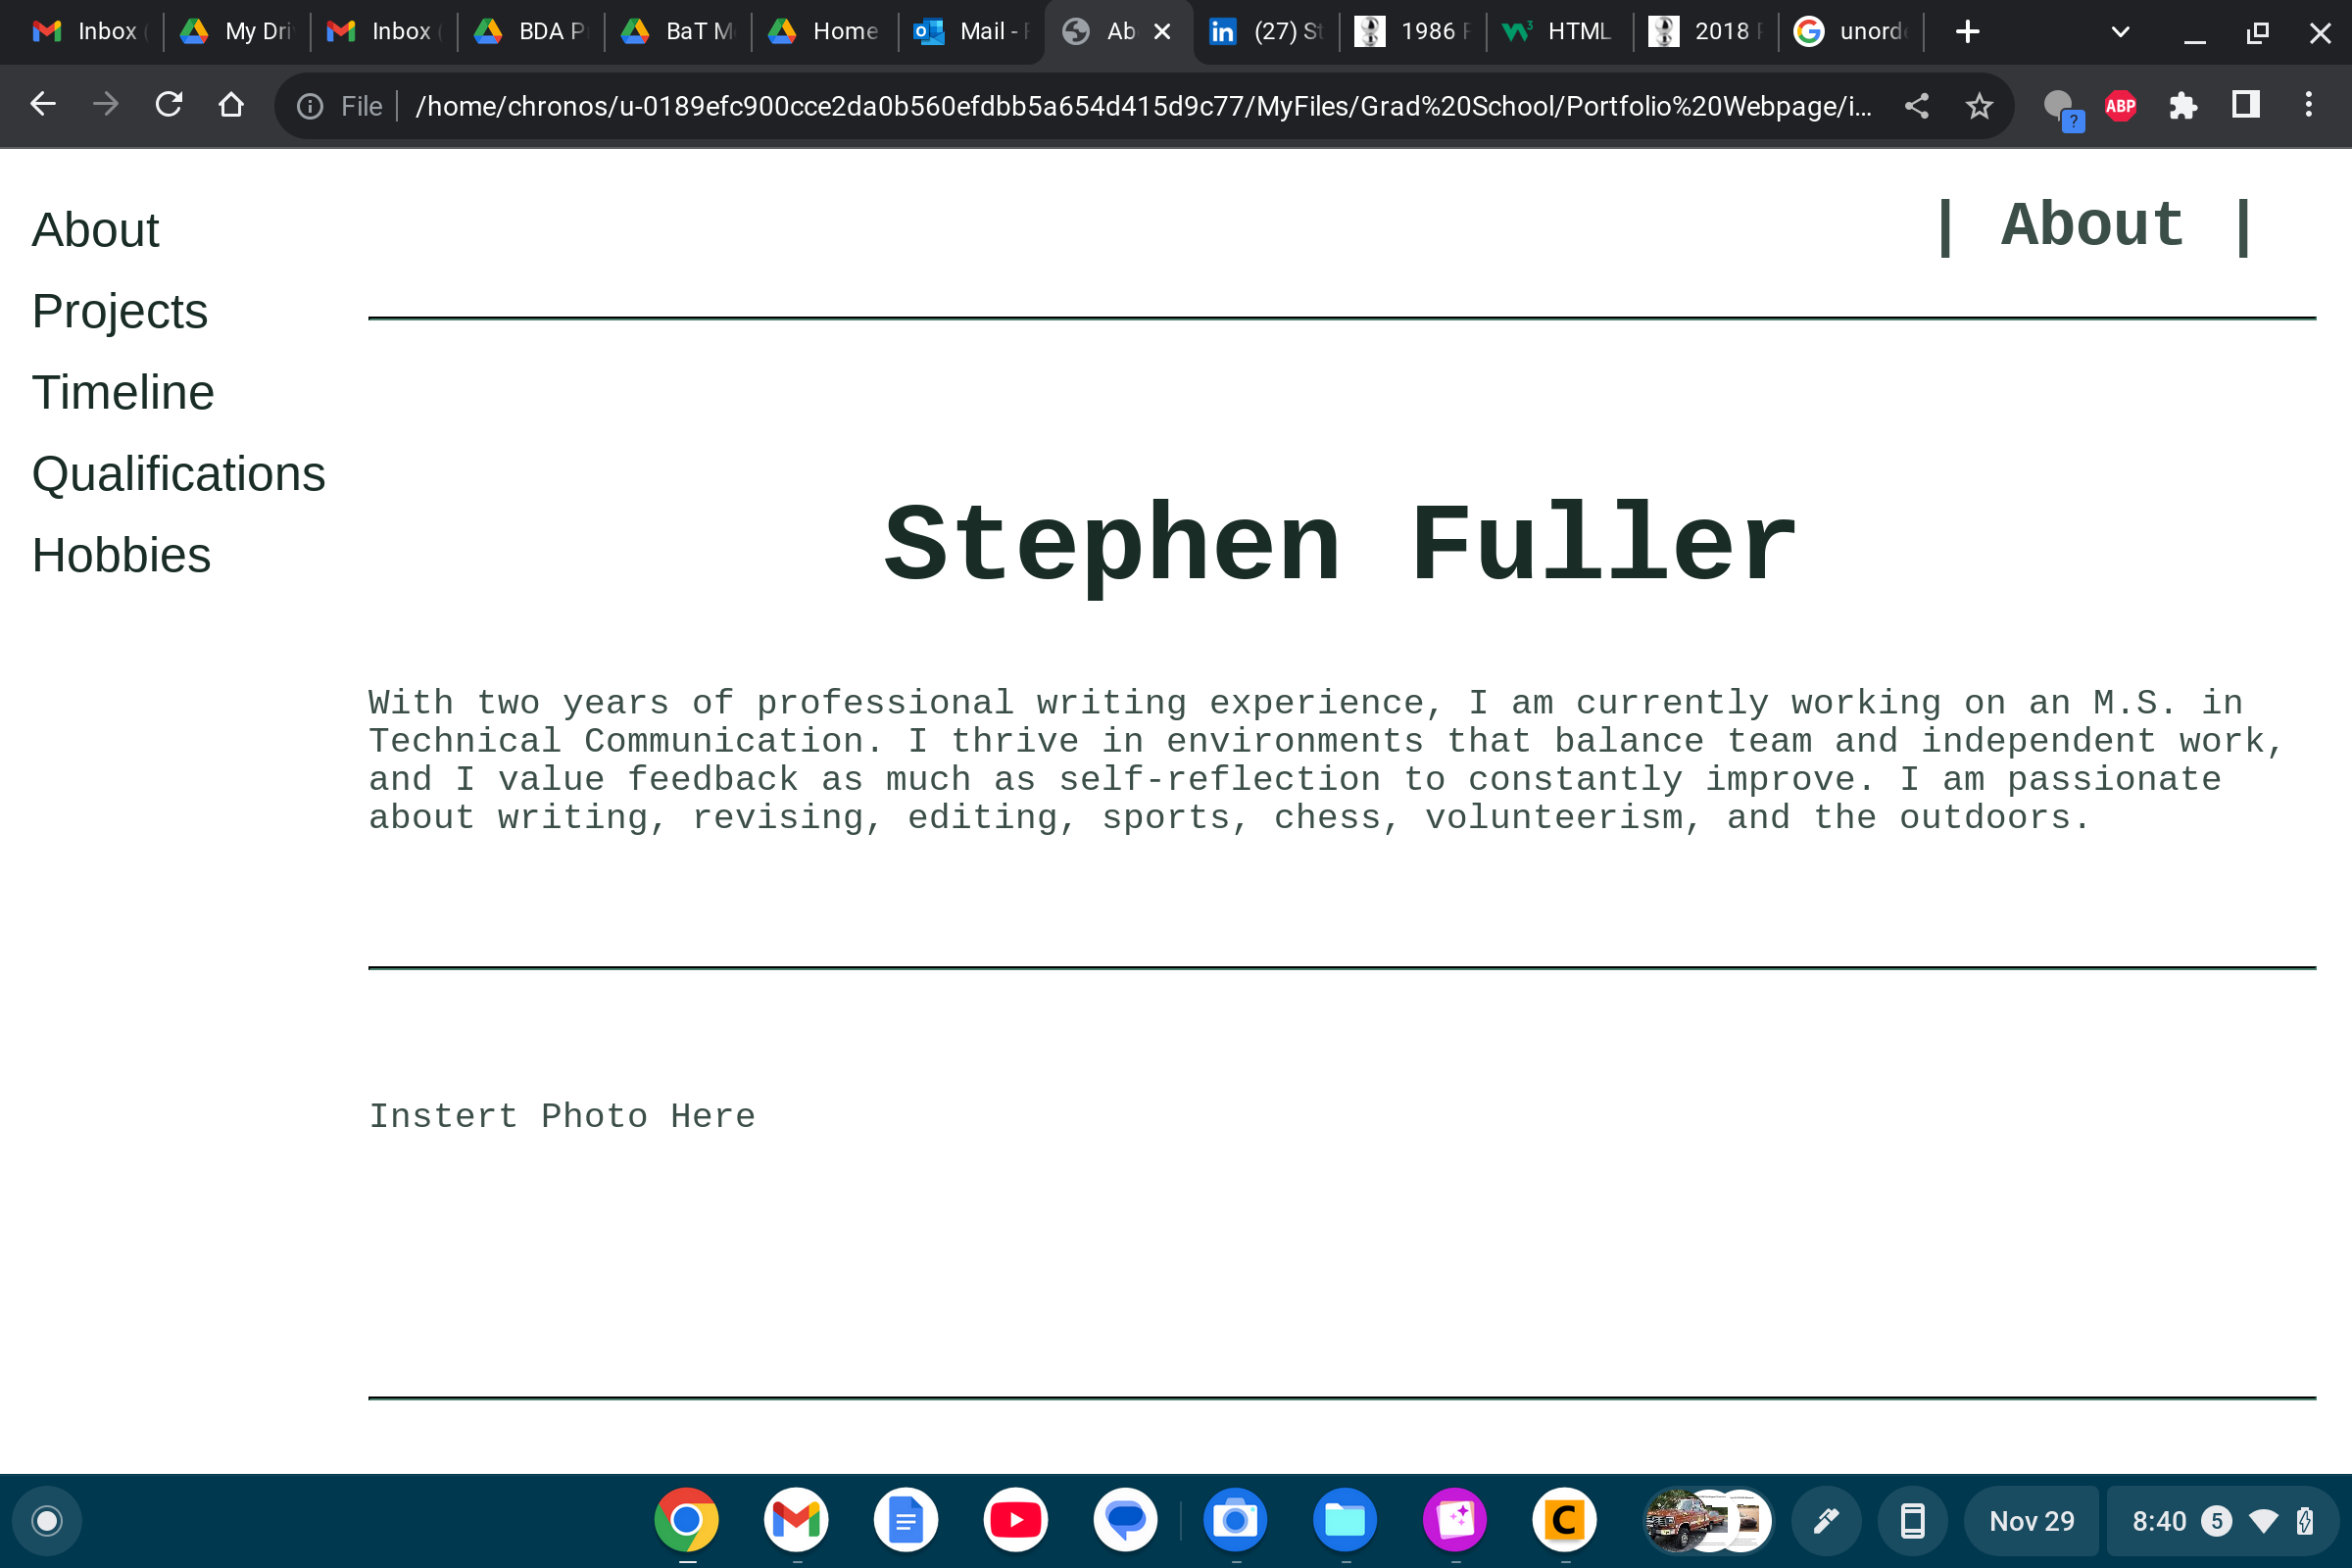 Inbox
My Dri
Inbox
BDA P
BaT M
Home
Mail -
Ab
(27) St
1986
HTML
2018
unord
File
/home/chronos/u-0189efc900cce2da0b560efdbb5a654d415d9c77/MyFiles/Grad%20School/Portfolio%20Webpage/i...
?
ABP
About
Projects
Timeline
Qualifications
Hobbies
| About |
Stephen Fuller
With two years of professional writing experience, I am currently working on an M.S. in
Technical Communication. I thrive in environments that balance team and independent work,
and I value feedback as much as self-reflection to constantly improve. I am passionate
about writing, revising, editing, sports, chess, volunteerism, and the outdoors.
Instert Photo Here
C
Nov 29
8:40
5